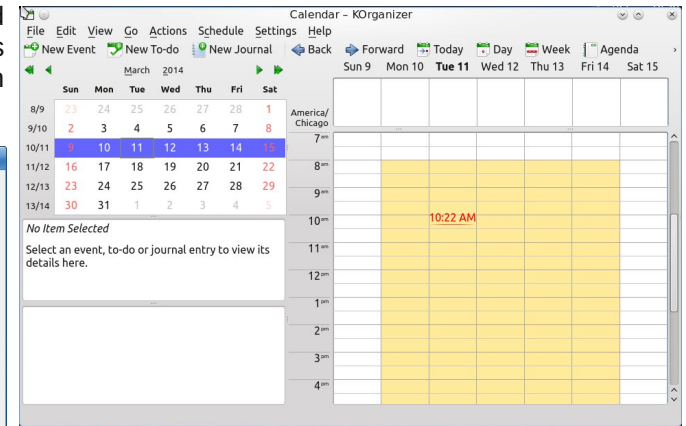 Calendar – KOrganizer
File Edit View Go Actions Schedule Settings Help
New Event New To-do New Journal Back Forward Today Day Week Agenda
March 2014
Sun Mon Tue Wed Thu Fri Sat
8/9 23 24 25 26 27 28 1
9/10 2 3 4 5 6 7 8
10/11 9 10 11 12 13 14 15
11/12 16 17 18 19 20 21 22
12/13 23 24 25 26 27 28 29
13/14 30 31 1 2 3 4 5
No Item Selected
Select an event, to-do or journal entry to view its
details here.
Sun 9 Mon 10 Tue 11 Wed 12 Thu 13 Fri 14 Sat 15
America/
Chicago
7am
8am
9am
10am
10:22 AM
11am
12pm
1pm
2pm
3pm
4pm